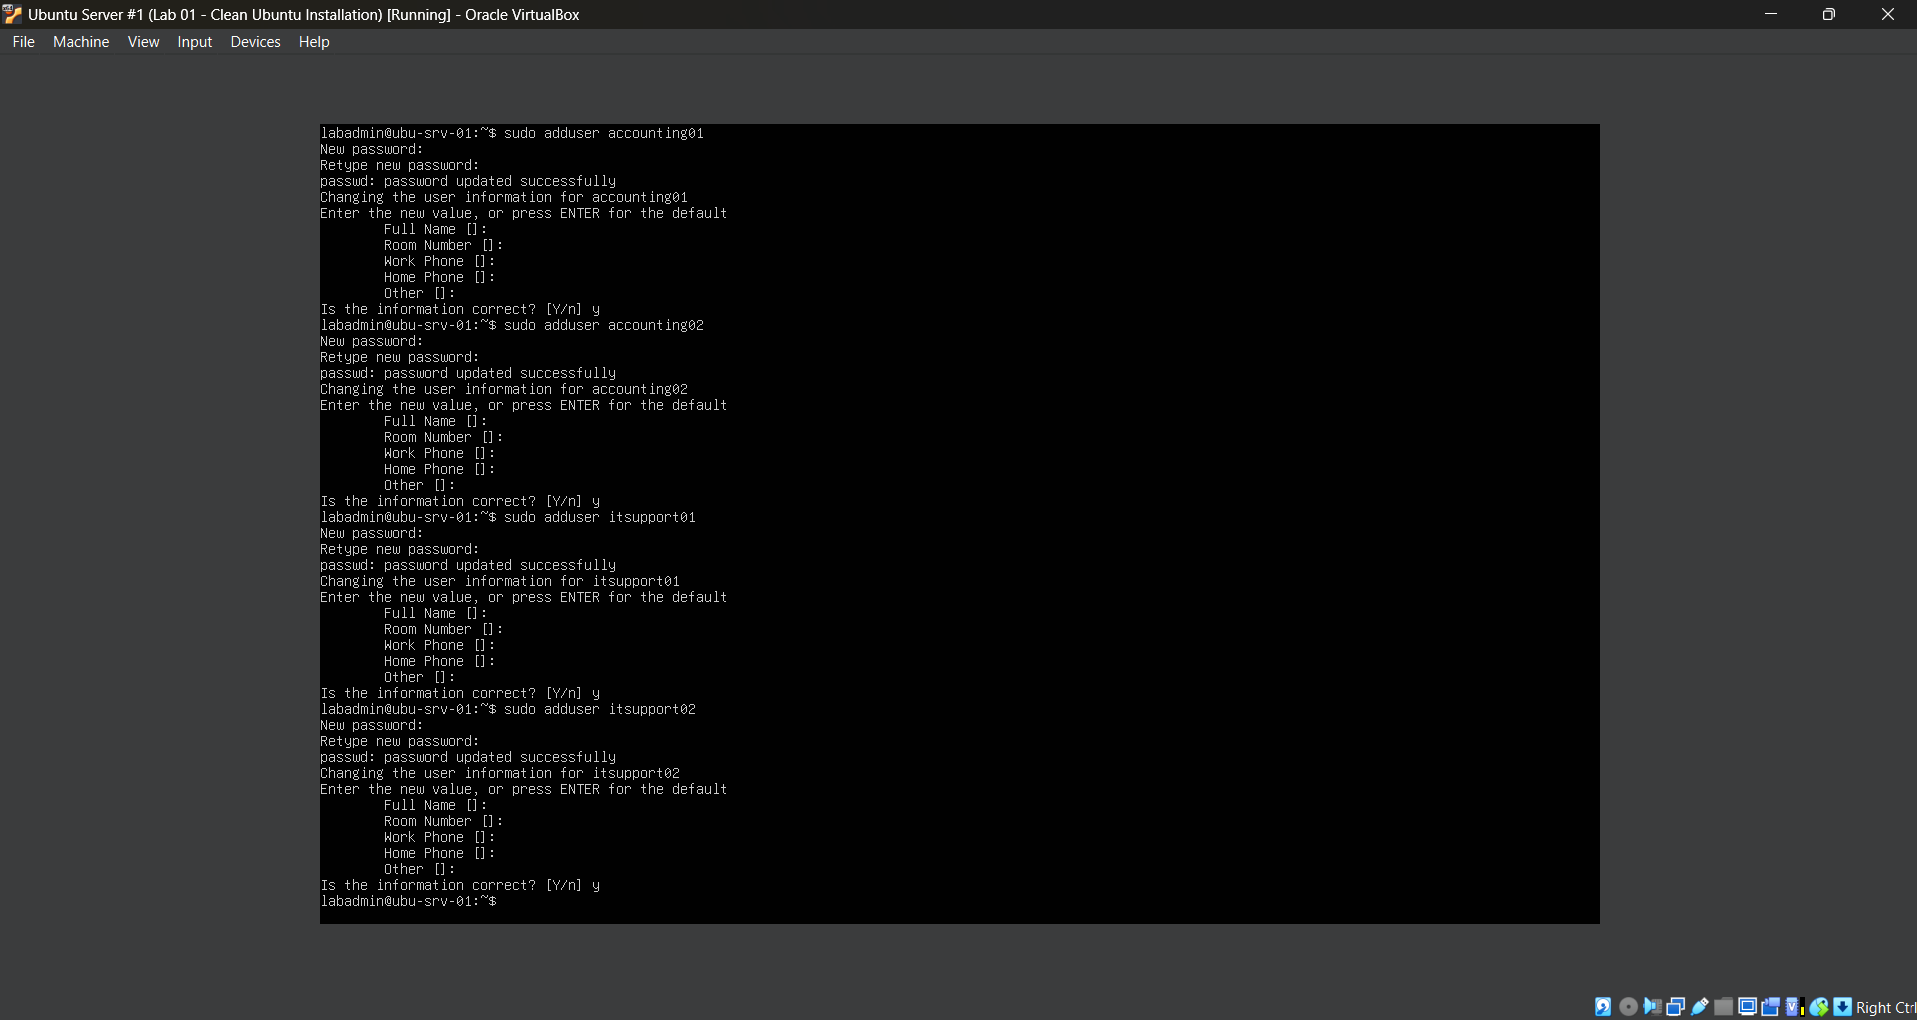 Ubuntu Server #1 (Lab 01 - Clean Ubuntu Installation) [Running] - Oracle VirtualBox
File Machine View Input Devices Help
labadmin@ubu-srv-01:~$ sudo adduser accounting01
New password:
Retype new password:
passwd: password updated successfully
Changing the user information for accounting01
Enter the new value, or press ENTER for the default
Full Name []:
Room Number []:
Work Phone []:
Home Phone []:
Other []:
Is the information correct? [Y/n] y
labadmin@ubu-srv-01:~$ sudo adduser accounting02
New password:
Retype new password:
passwd: password updated successfully
Changing the user information for accounting02
Enter the new value, or press ENTER for the default
Full Name []:
Room Number []:
Work Phone []:
Home Phone []:
Other []:
Is the information correct? [Y/n] y
labadmin@ubu-srv-01:~$ sudo adduser itsupport01
New password:
Retype new password:
passwd: password updated successfully
Changing the user information for itsupport01
Enter the new value, or press ENTER for the default
Full Name []:
Room Number []:
Work Phone []:
Home Phone []:
Other []:
Is the information correct? [Y/n] y
labadmin@ubu-srv-01:~$ sudo adduser itsupport02
New password:
Retype new password:
passwd: password updated successfully
Changing the user information for itsupport02
Enter the new value, or press ENTER for the default
Full Name []:
Room Number []:
Work Phone []:
Home Phone []:
Other []:
Is the information correct? [Y/n] y
labadmin@ubu-srv-01:~$
Right Ctrl